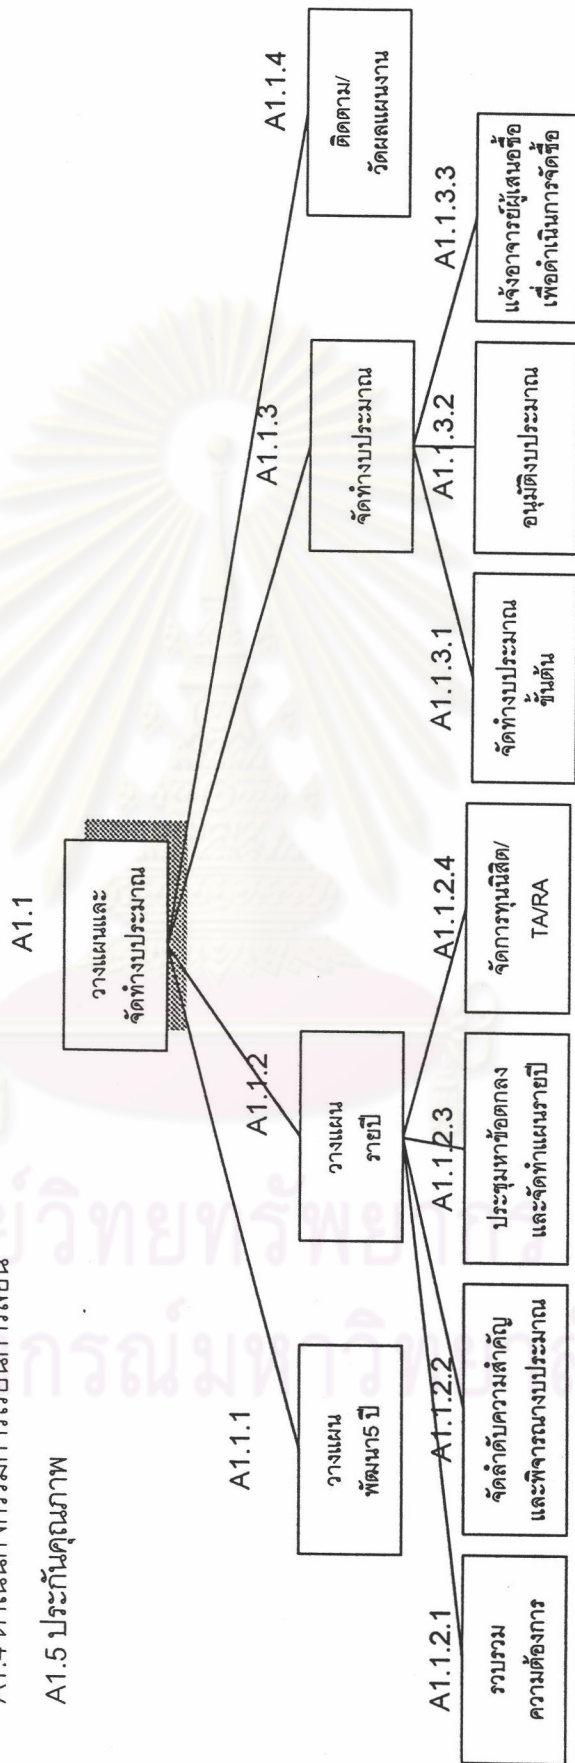 A1.5 ประกันคุณภาพ
A1.1
วางแผนและ
จัดทำงบประมาณ
A1.1.1
วางแผน
พัฒนา5 ปี
A1.1.2
วางแผน
รายปี
A1.1.3
จัดทำงบประมาณ
A1.1.4
ติดตาม/
วัดผลแผนงาน
A1.1.2.1
รวบรวม
ความต้องการ
A1.1.2.2
จัดลำดับความสำคัญ
และพิจารณางบประมาณ
A1.1.2.3
ประชุมหาข้อตกลง
และจัดทำแผนรายปี
A1.1.2.4
จัดการทุนนิสิต/
TA/RA
A1.1.3.1
จัดทำงบประมาณ
ขั้นต้น
A1.1.3.2
อนุมัติงบประมาณ
A1.1.3.3
แจ้งอาจารย์ผู้เสนอซื้อ
เพื่อดำเนินการจัดซื้อ